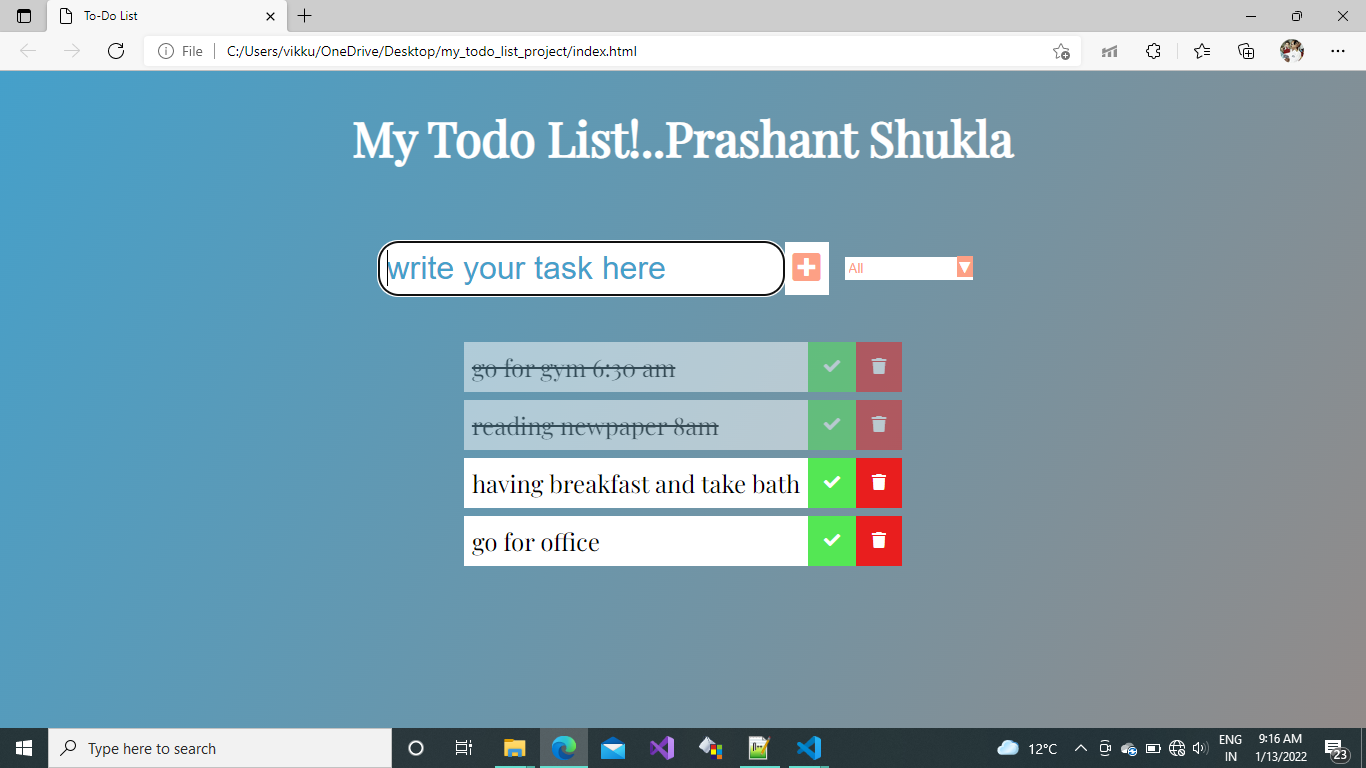 To-Do List
File
C:/Users/vikku/OneDrive/Desktop/my_todo_list_project/index.html
My Todo List!..Prashant Shukla
write your task here
All
go for gym 6:30 am
reading newpaper 8am
having breakfast and take bath
go for office
Type here to search
12°C
ENG
IN
9:16 AM
1/13/2022
23